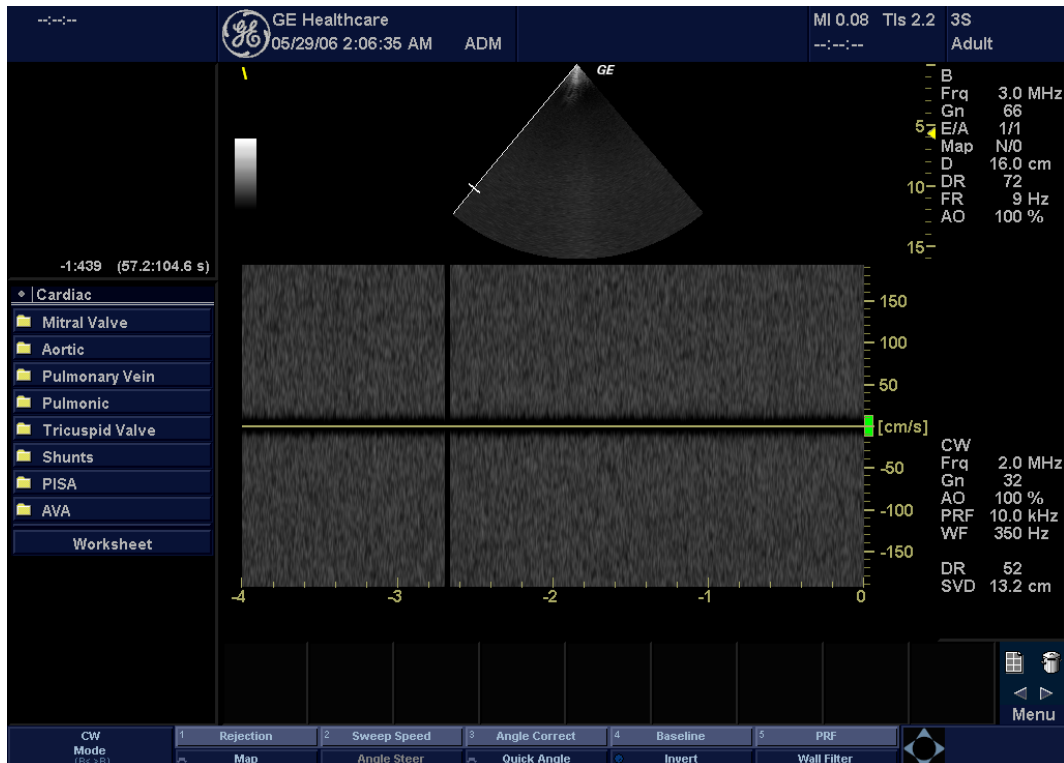 --:--:--
GE Healthcare
05/29/06 2:06:35 AM ADM
MI 0.08 TIs 2.2
--:--:--
3S
Adult
GE
B
Frq 3.0 MHz
Gn 66
E/A 1/1
Map N/0
D 16.0 cm
DR 72
FR 9 Hz
AO 100 %
5
10
15
-1:439 (57.2:104.6 s)
Cardiac
Mitral Valve
Aortic
Pulmonary Vein
Pulmonic
Tricuspid Valve
Shunts
PISA
AVA
Worksheet
150
100
50
[cm/s]
-50
-100
-150
CW
Frq 2.0 MHz
Gn 32
AO 100 %
PRF 10.0 kHz
WF 350 Hz
DR 52
SVD 13.2 cm
-4 -3 -2 -1 0
Menu
CW
Mode
1 Rejection
2 Sweep Speed
3 Angle Correct
4 Baseline
5 PRF
Map
Angle Steer
Quick Angle
Invert
Wall Filter